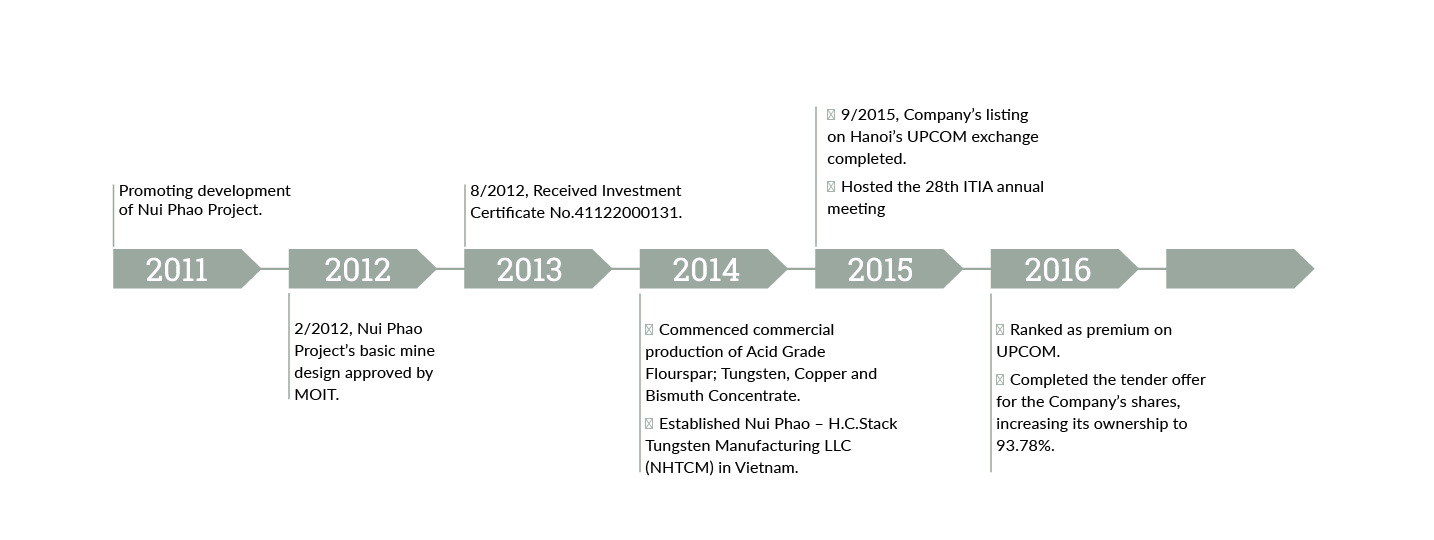 9/2015, Company's listing
on Hanoi's UPCOM exchange
completed.
Hosted the 28th ITIA annual
meeting
Promoting development
of Nui Phao Project.
8/2012, Received Investment
Certificate No.41122000131.
2011
2012
2013
2014
2015
2016
2/2012, Nui Phao
Project's basic mine
design approved by
MOIT.
Commenced commercial
production of Acid Grade
Flourspar; Tungsten, Copper and
Bismuth Concentrate.
Established Nui Phao – H.C.Stack
Tungsten Manufacturing LLC
(NHTCM) in Vietnam.
Ranked as premium on
UPCOM.
Completed the tender offer
for the Company's shares,
increasing its ownership to
93.78%.